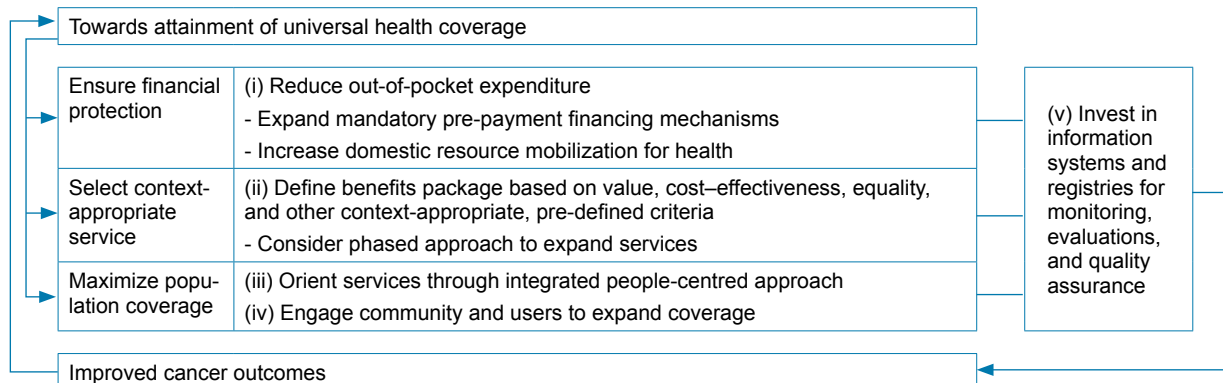 Towards attainment of universal health coverage
Ensure financial
protection
(i) Reduce out-of-pocket expenditure
- Expand mandatory pre-payment financing mechanisms
- Increase domestic resource mobilization for health
Select context-
appropriate
service
(ii) Define benefits package based on value, cost–effectiveness, equality,
and other context-appropriate, pre-defined criteria
- Consider phased approach to expand services
Maximize popu-
lation coverage
(iii) Orient services through integrated people-centred approach
(iv) Engage community and users to expand coverage
(v) Invest in
information
systems and
registries for
monitoring,
evaluations,
and quality
assurance
Improved cancer outcomes